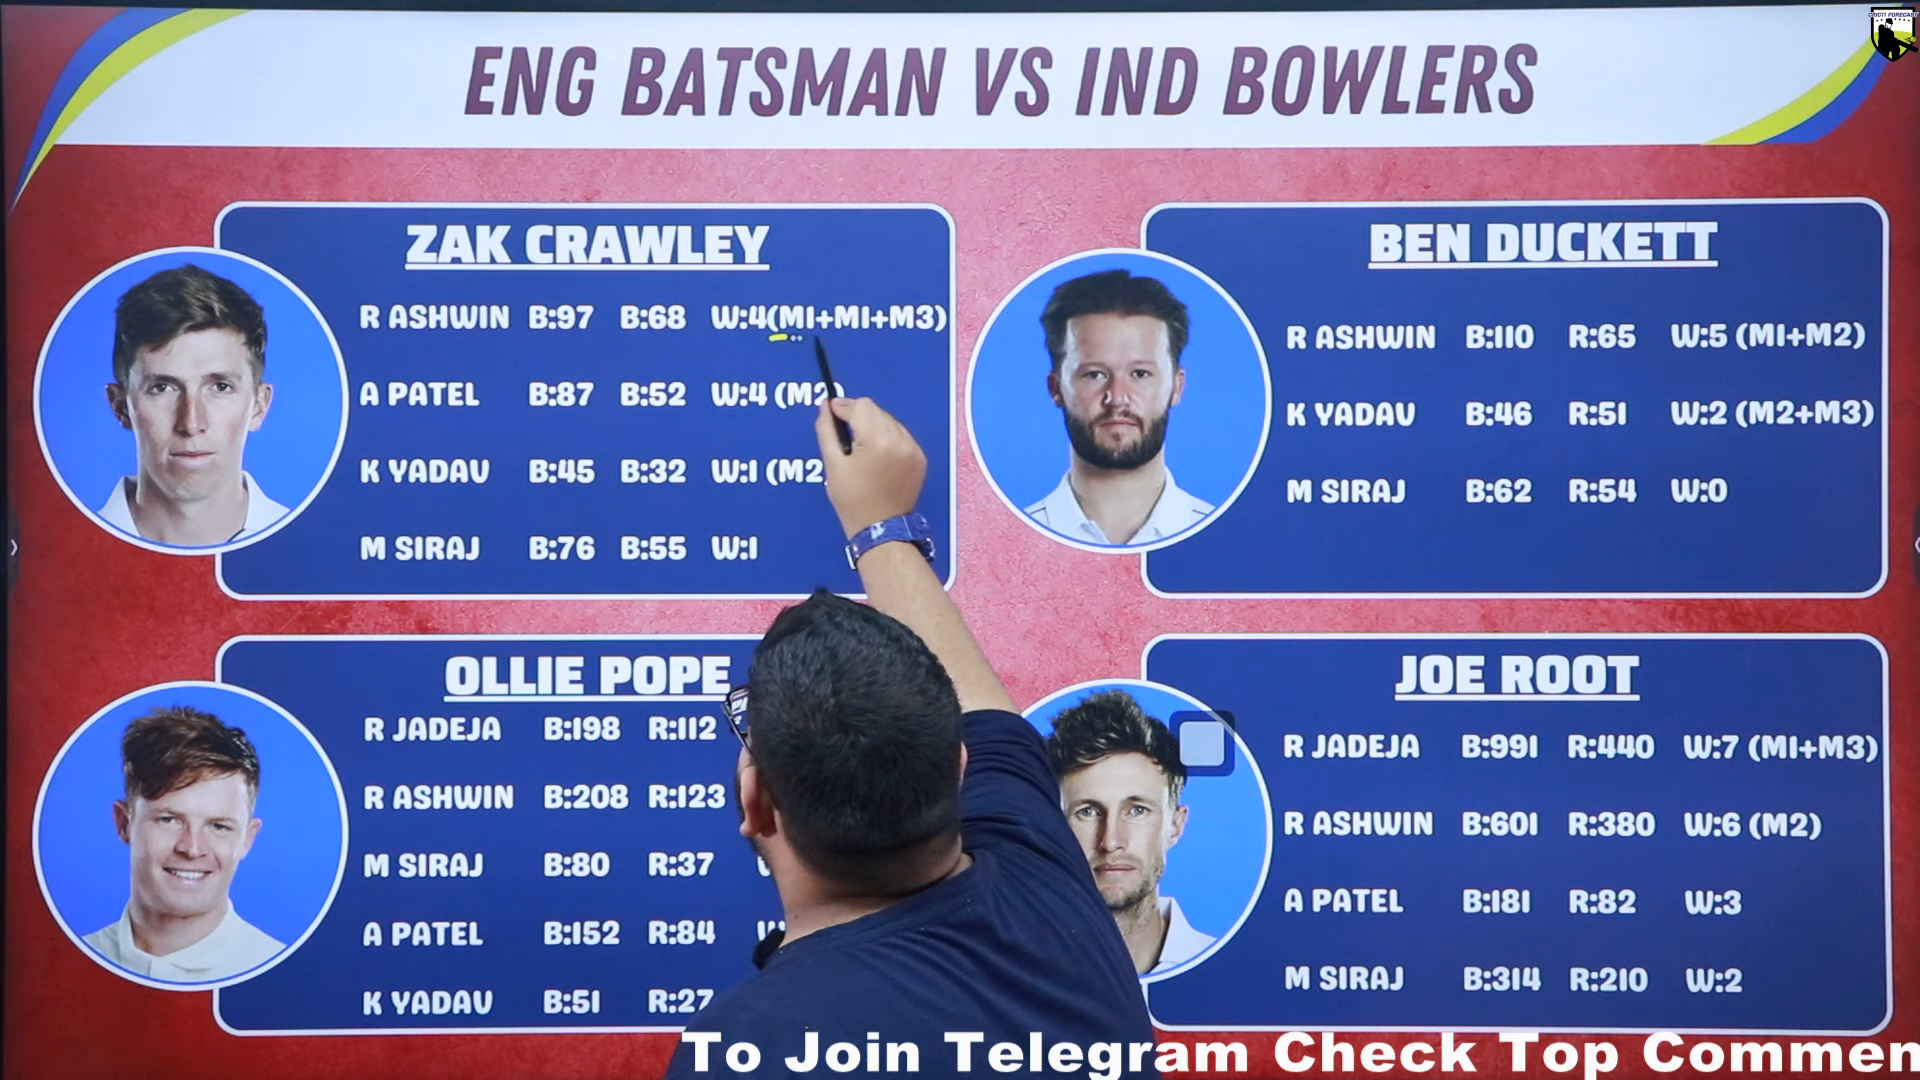 CRIC11 FORECAST
ENG BATSMAN VS IND BOWLERS
ZAK CRAWLEY
R ASHWIN B:97 B:68 W:4(M1+M1+M3)
A PATEL B:87 B:52 W:4 (M2)
K YADAV B:45 B:32 W:1 (M2
M SIRAJ B:76 B:55 W:1
BEN DUCKETT
R ASHWIN B:110 R:65 W:5 (M1+M2)
K YADAV B:46 R:51 W:2 (M2+M3)
M SIRAJ B:62 R:54 W:0
OLLIE POPE
R JADEJA B:198 R:112
R ASHWIN B:208 R:123
M SIRAJ B:80 R:37
A PATEL B:152 R:84
K YADAV B:51 R:27
JOE ROOT
R JADEJA B:991 R:440 W:7 (M1+M3)
R ASHWIN B:601 R:380 W:6 (M2)
A PATEL B:181 R:82 W:3
M SIRAJ B:314 R:210 W:2
To Join Telegram Check Top Commen